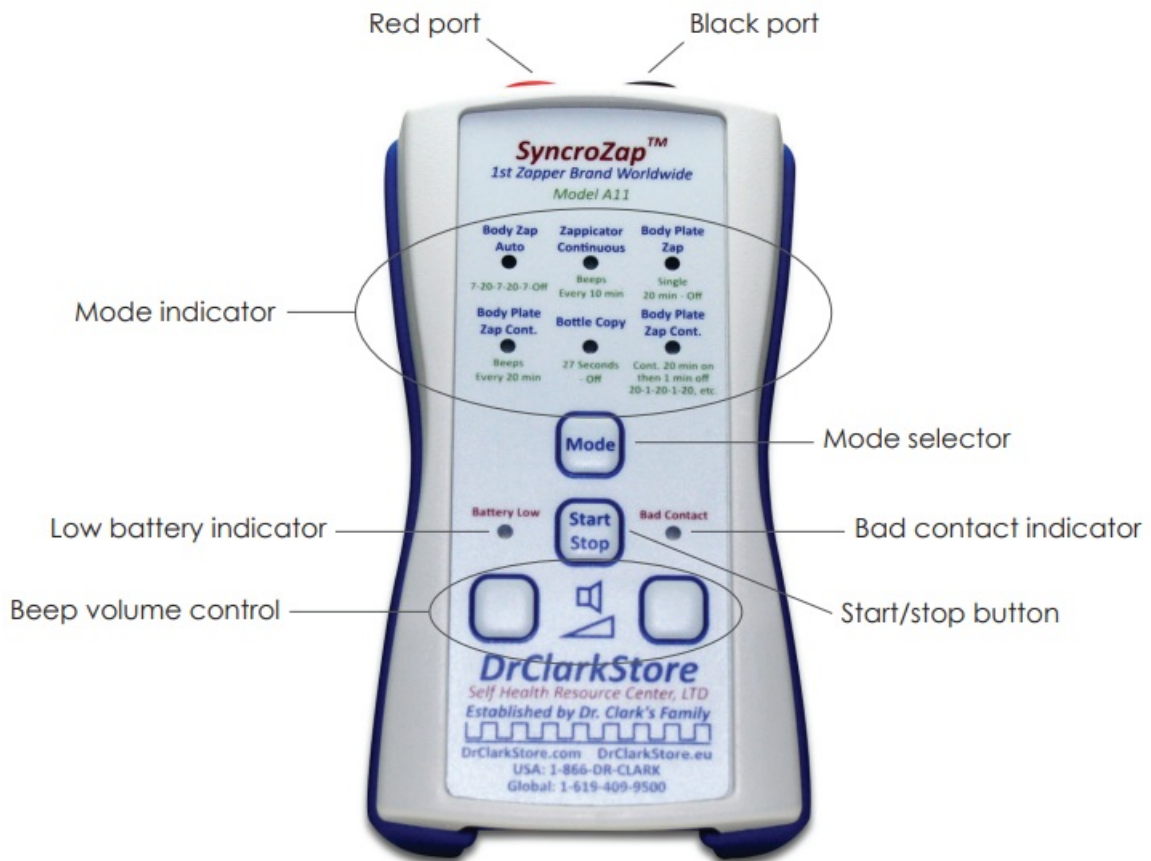 Red port
Black port
SyncroZap™
1st Zapper Brand Worldwide
Model A11
Body Zap
Auto
7-20-7-20-7-Off
Zappicator
Continuous
Beeps
Every 10 min
Body Plate
Zap
Single
20 min - Off
Mode indicator
Body Plate
Zap Cont.
Beeps
Every 20 min
Bottle Copy
27 Seconds
- Off
Body Plate
Zap Cont.
Cont. 20 min on
then 1 min off
20-1-20-1-20, etc.
Mode
Mode selector
Low battery indicator
Battery Low
Start
Stop
Bad Contact
Bad contact indicator
Beep volume control
Start/stop button
DrClarkStore
Self Health Resource Center, LTD
Established by Dr. Clark's Family
DrClarkStore.com DrClarkStore.eu
USA: 1-866-DR-CLARK
Global: 1-619-409-9500